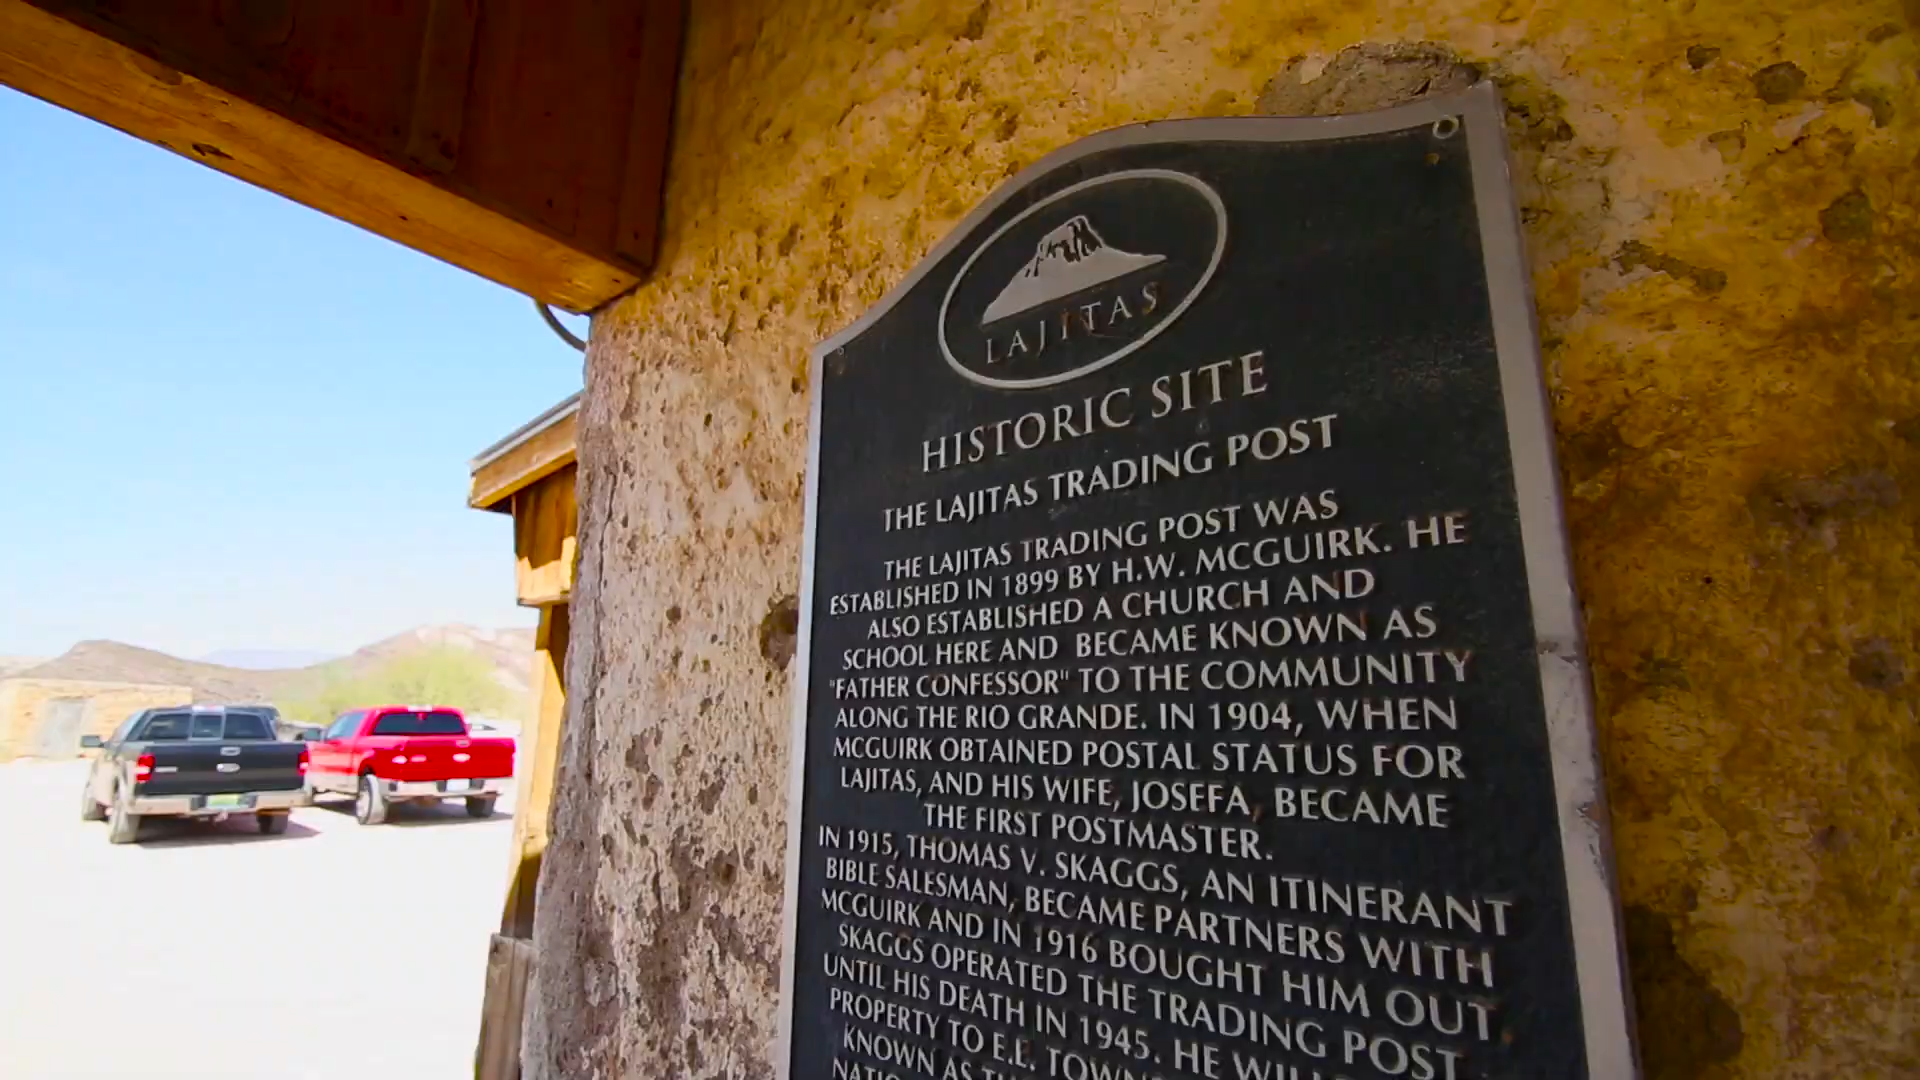 LAJITAS
HISTORIC SITE
THE LAJITAS TRADING POST
THE LAJITAS TRADING POST WAS
ESTABLISHED IN 1899 BY H.W. MCGUIRK. HE
ALSO ESTABLISHED A CHURCH AND
SCHOOL HERE AND BECAME KNOWN AS
"FATHER CONFESSOR" TO THE COMMUNITY
ALONG THE RIO GRANDE. IN 1904, WHEN
MCGUIRK OBTAINED POSTAL STATUS FOR
LAJITAS, AND HIS WIFE, JOSEFA, BECAME
THE FIRST POSTMASTER.
IN 1915, THOMAS V. SKAGGS, AN ITINERANT
BIBLE SALESMAN, BECAME PARTNERS WITH
MCGUIRK AND IN 1916 BOUGHT HIM OUT.
SKAGGS OPERATED THE TRADING POST
UNTIL HIS DEATH IN 1945. HE
PROPERTY TO E.E.
KNOWN AS